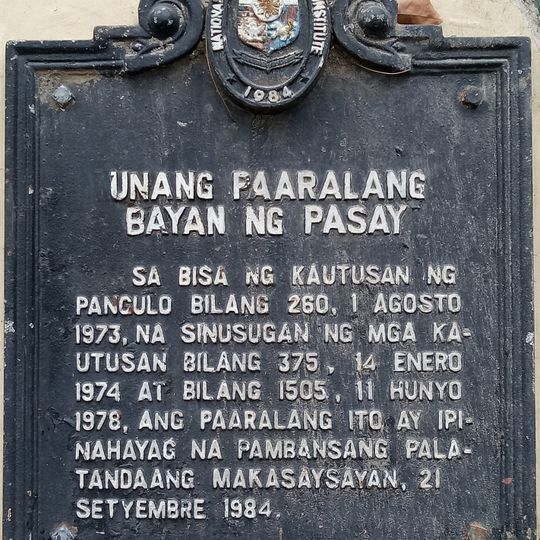 NATIONAL
INSTITUTE
1984
UNANG PAARALANG
BAYAN NG PASAY
SA BISA NG KAUTUSAN NG
PANGULO BILANG 260, 1 AGOSTO
1973, NA SINUSUGAN NG MGA KA-
UTUSAN BILANG 375, 14 ENERO
1974 AT BILANG 1505, 11 HUNYO
1978, ANG PAARALANG ITO AY IPI-
NAHAYAG NA PAMBANSANG PALA-
TANDAANG MAKASAYSAYAN, 21
SETYEMBRE 1984.